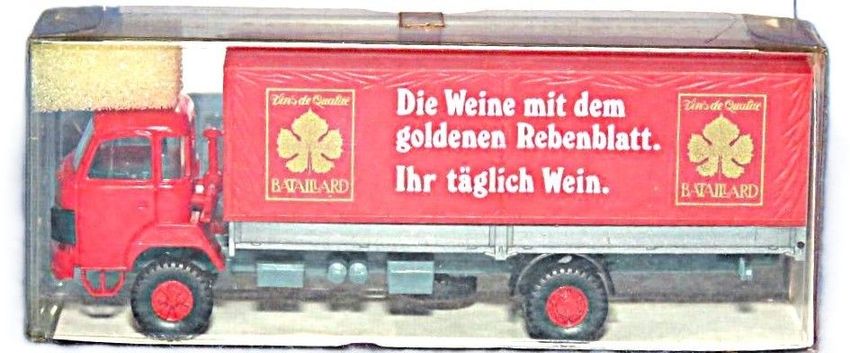 Vins de Qualité
BATAILLARD
Die Weine mit dem
goldenen Rebenblatt.
Ihr täglich Wein.
Vins de Qualité
BATAILLARD